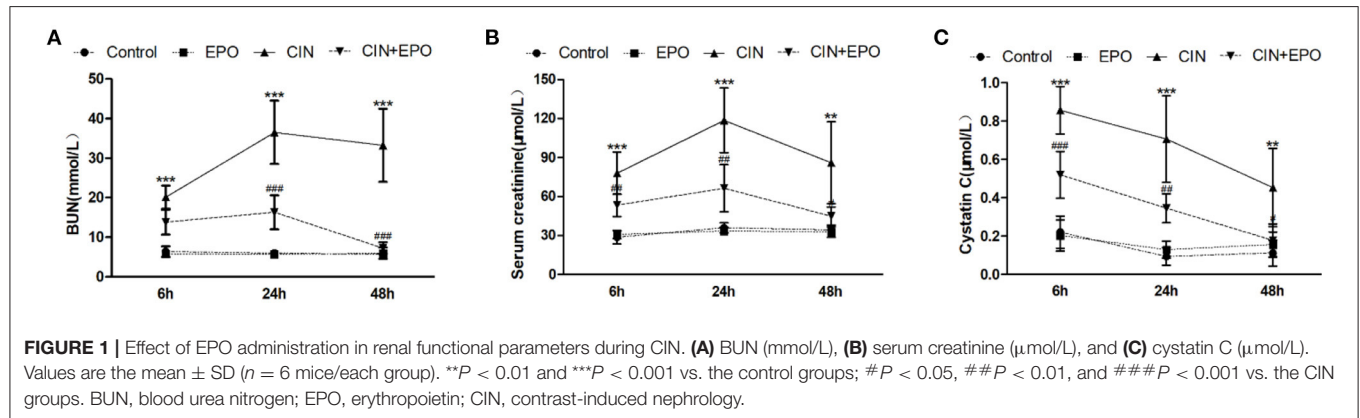 A
Control EPO CIN CIN+EPO
50
40
30
20
10
0
BUN(mmol/L)
***
***
***
###
###
6h 24h 48h
B
Control EPO CIN CIN+EPO
150
120
90
60
30
0
Serum creatinine(μmol/L)
***
***
**
##
##
#
6h 24h 48h
C
Control EPO CIN CIN+EPO
1.0
0.8
0.6
0.4
0.2
0.0
Cystatin C(μmol/L)
***
***
**
###
##
#
6h 24h 48h
FIGURE 1 | Effect of EPO administration in renal functional parameters during CIN. (A) BUN (mmol/L), (B) serum creatinine (μmol/L), and (C) cystatin C (μmol/L).
Values are the mean ± SD (n = 6 mice/each group). **P < 0.01 and ***P < 0.001 vs. the control groups; #P < 0.05, ##P < 0.01, and ###P < 0.001 vs. the CIN
groups. BUN, blood urea nitrogen; EPO, erythropoietin; CIN, contrast-induced nephrology.